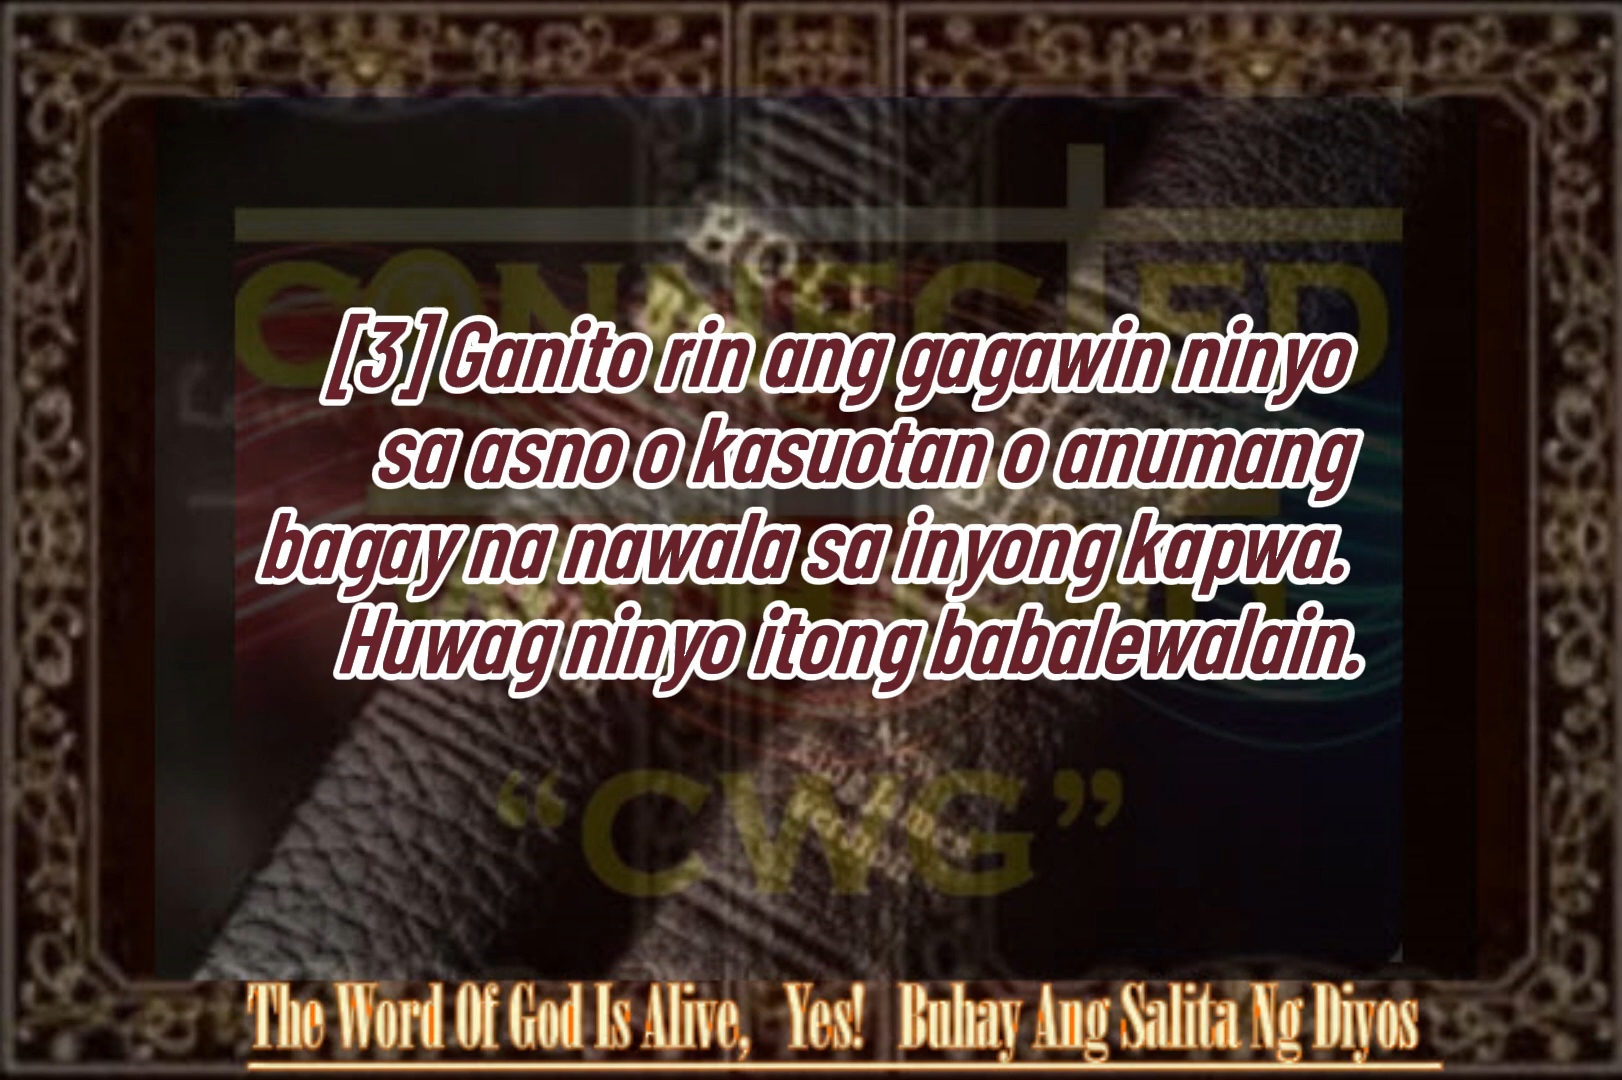 [3] Ganito rin ang gagawin ninyo
sa asno o kasuotan o anumang
bagay na nawala sa inyong kapwa.
Huwag ninyo itong babalewalain.
"CWG"
The Word Of God Is Alive, Yes! Buhay Ang Salita Ng Diyos